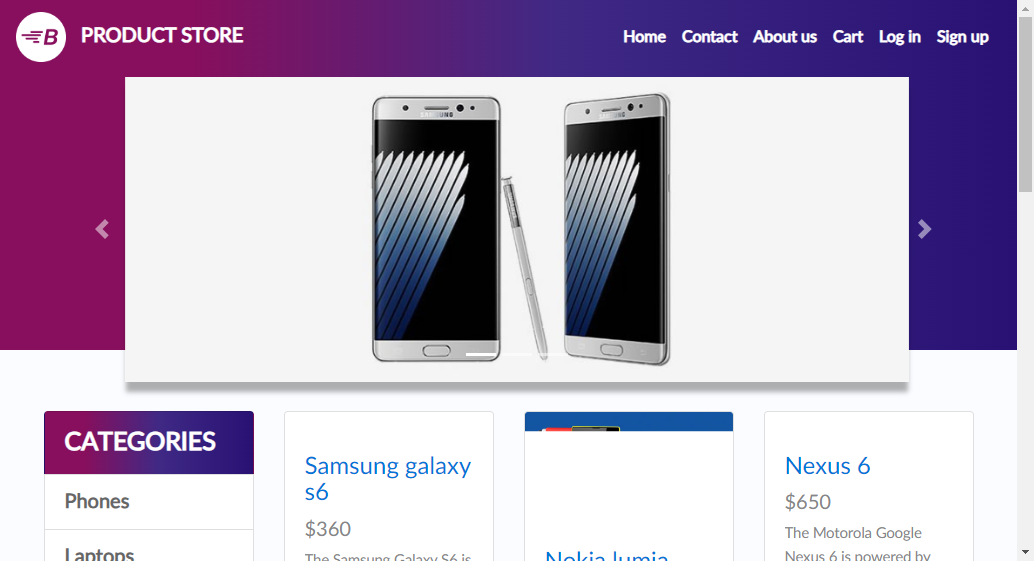 B PRODUCT STORE
Home Contact About us Cart Log in Sign up
SAMSUNG
SAMSUNG
CATEGORIES
Phones
Laptops
Samsung galaxy
s6
$360
The Samsung Galaxy S6 is
Nokia lumia
Nexus 6
$650
The Motorola Google
Nexus 6 is powered by